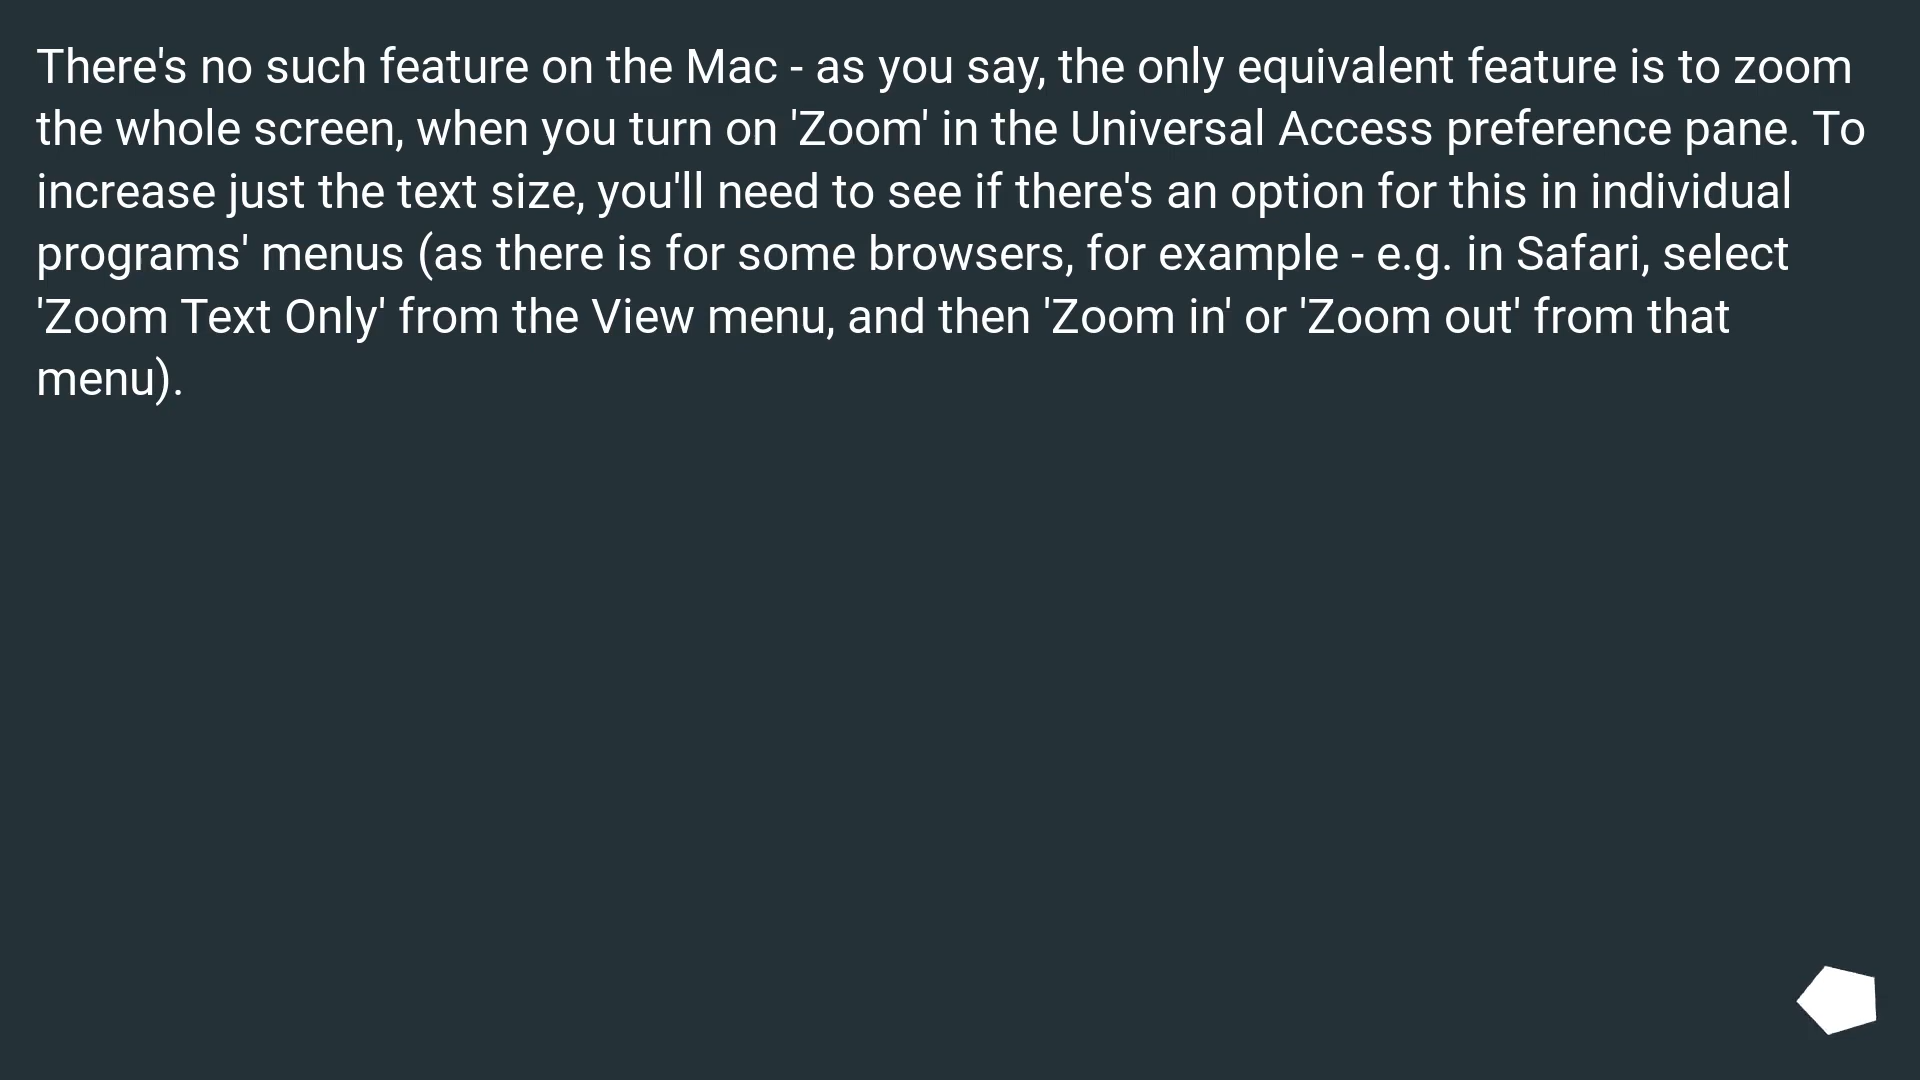 There's no such feature on the Mac - as you say, the only equivalent feature is to zoom
the whole screen, when you turn on 'Zoom' in the Universal Access preference pane. To
increase just the text size, you'll need to see if there's an option for this in individual
programs' menus (as there is for some browsers, for example - e.g. in Safari, select
'Zoom Text Only' from the View menu, and then 'Zoom in' or 'Zoom out' from that
menu).